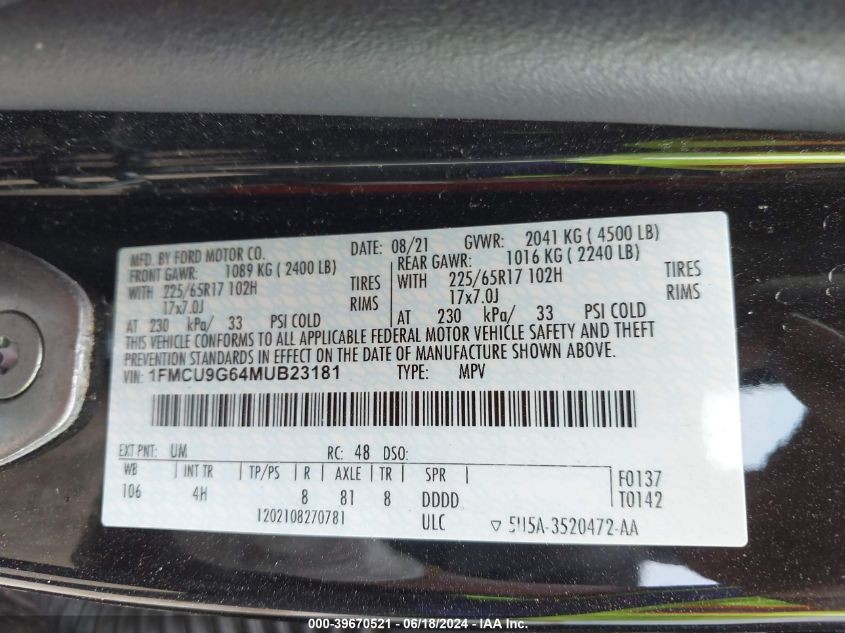 MFD. BY FORD MOTOR CO. DATE: 08/21 GVWR: 2041 KG ( 4500 LB)
FRONT GAWR: 1089 KG ( 2400 LB) REAR GAWR: 1016 KG ( 2240 LB)
WITH 225/65R17 102H TIRES 225/65R17 102H TIRES
17x7.0J RIMS 17x7.0J RIMS
AT 230 kPa/ 33 PSI COLD AT 230 kPa/ 33 PSI COLD
THIS VEHICLE CONFORMS TO ALL APPLICABLE FEDERAL MOTOR VEHICLE SAFETY AND THEFT
PREVENTION STANDARDS IN EFFECT ON THE DATE OF MANUFACTURE SHOWN ABOVE.
VIN: 1FMCU9G64MUB23181 TYPE: MPV
EXT PNT: UM RC: 48 DSO:
WB INT TR TP/PS R AXLE TR SPR F0137
106 4H 8 81 8 DDDD T0142
1202108270781 ULC ▽ 5U5A-3520472-AA
000-39670521 - 06/18/2024 - IAA Inc.